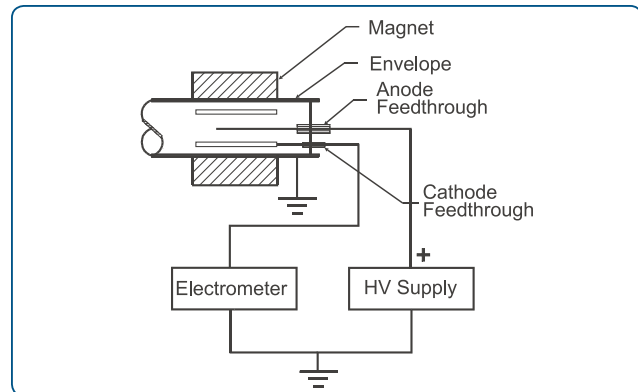 Magnet
Envelope
Anode
Feedthrough
Cathode
Feedthrough
+
Electrometer
HV Supply